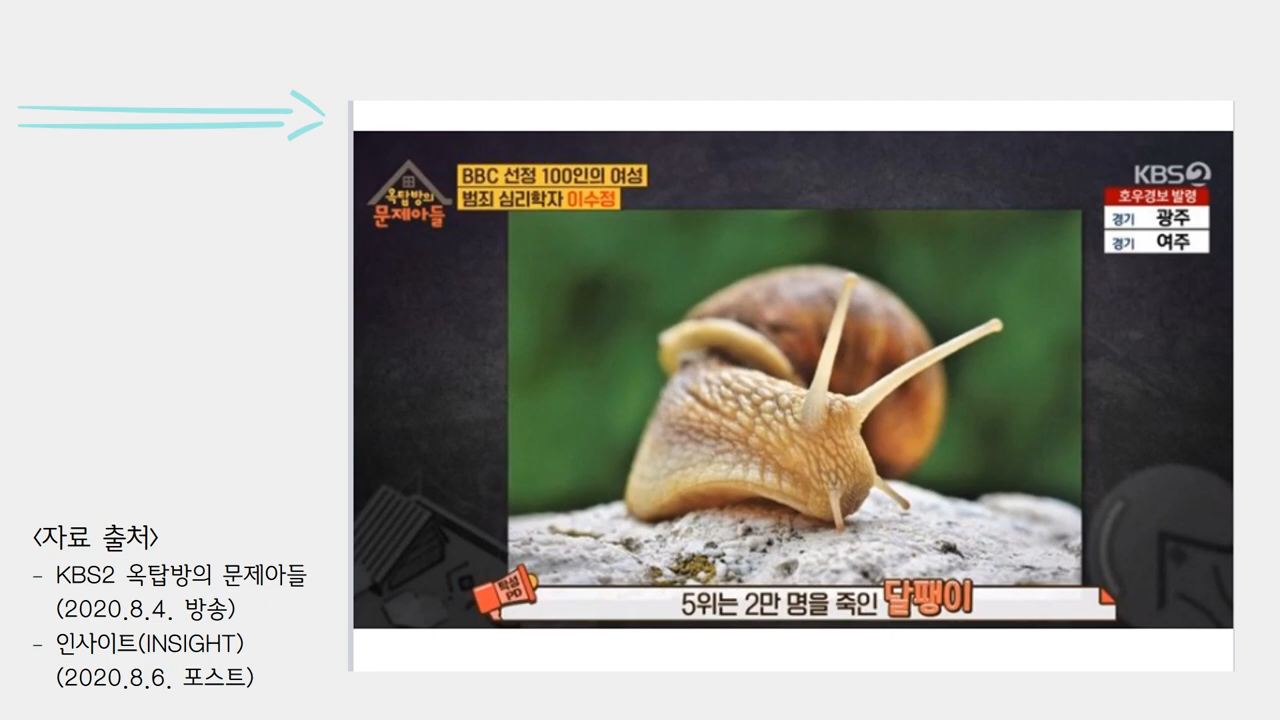 옥탑방의
문제아들
BBC 선정 100인의 여성
범죄 심리학자 이수정
KBS2
호우경보 발령
경기 광주
경기 여주
탁성
PD
5위는 2만 명을 죽인 달팽이
<자료 출처>
- KBS2 옥탑방의 문제아들
(2020.8.4. 방송)
- 인사이트(INSIGHT)
(2020.8.6. 포스트)